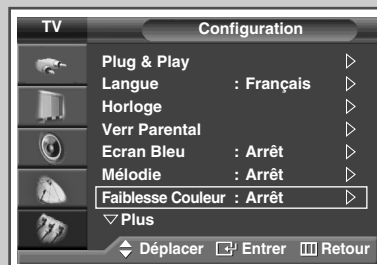 TV Configuration
Plug & Play
Langue : Français
Horloge
Verr Parental
Ecran Bleu : Arrêt
Mélodie : Arrêt
Faiblesse Couleur : Arrêt
Plus
Déplacer Entrer Retour